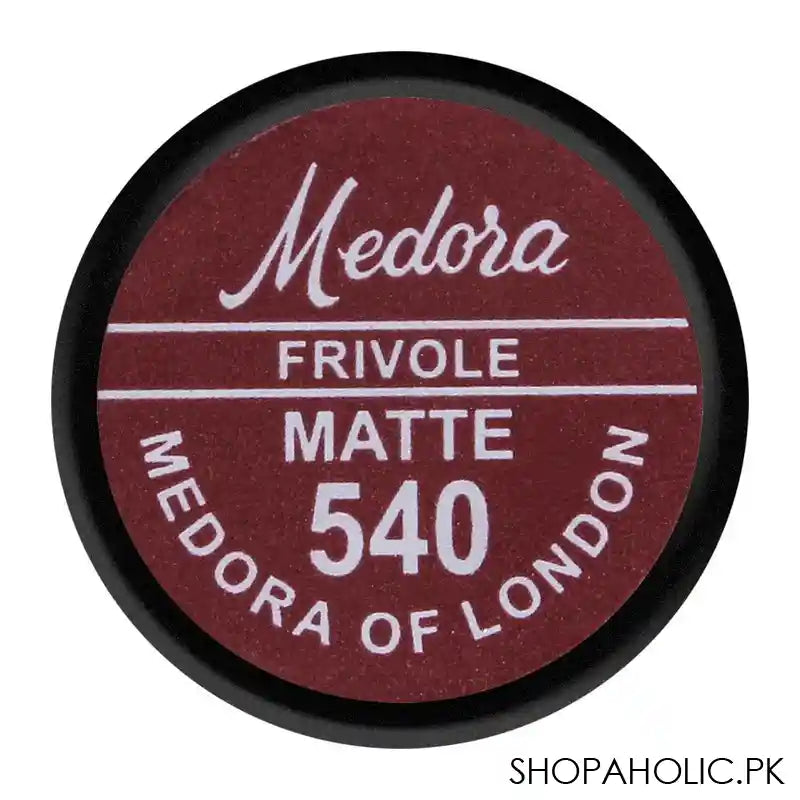 Medora
FRIVOLE
MATTE
540
MEDORA OF LONDON
SHOPAHOLIC.PK